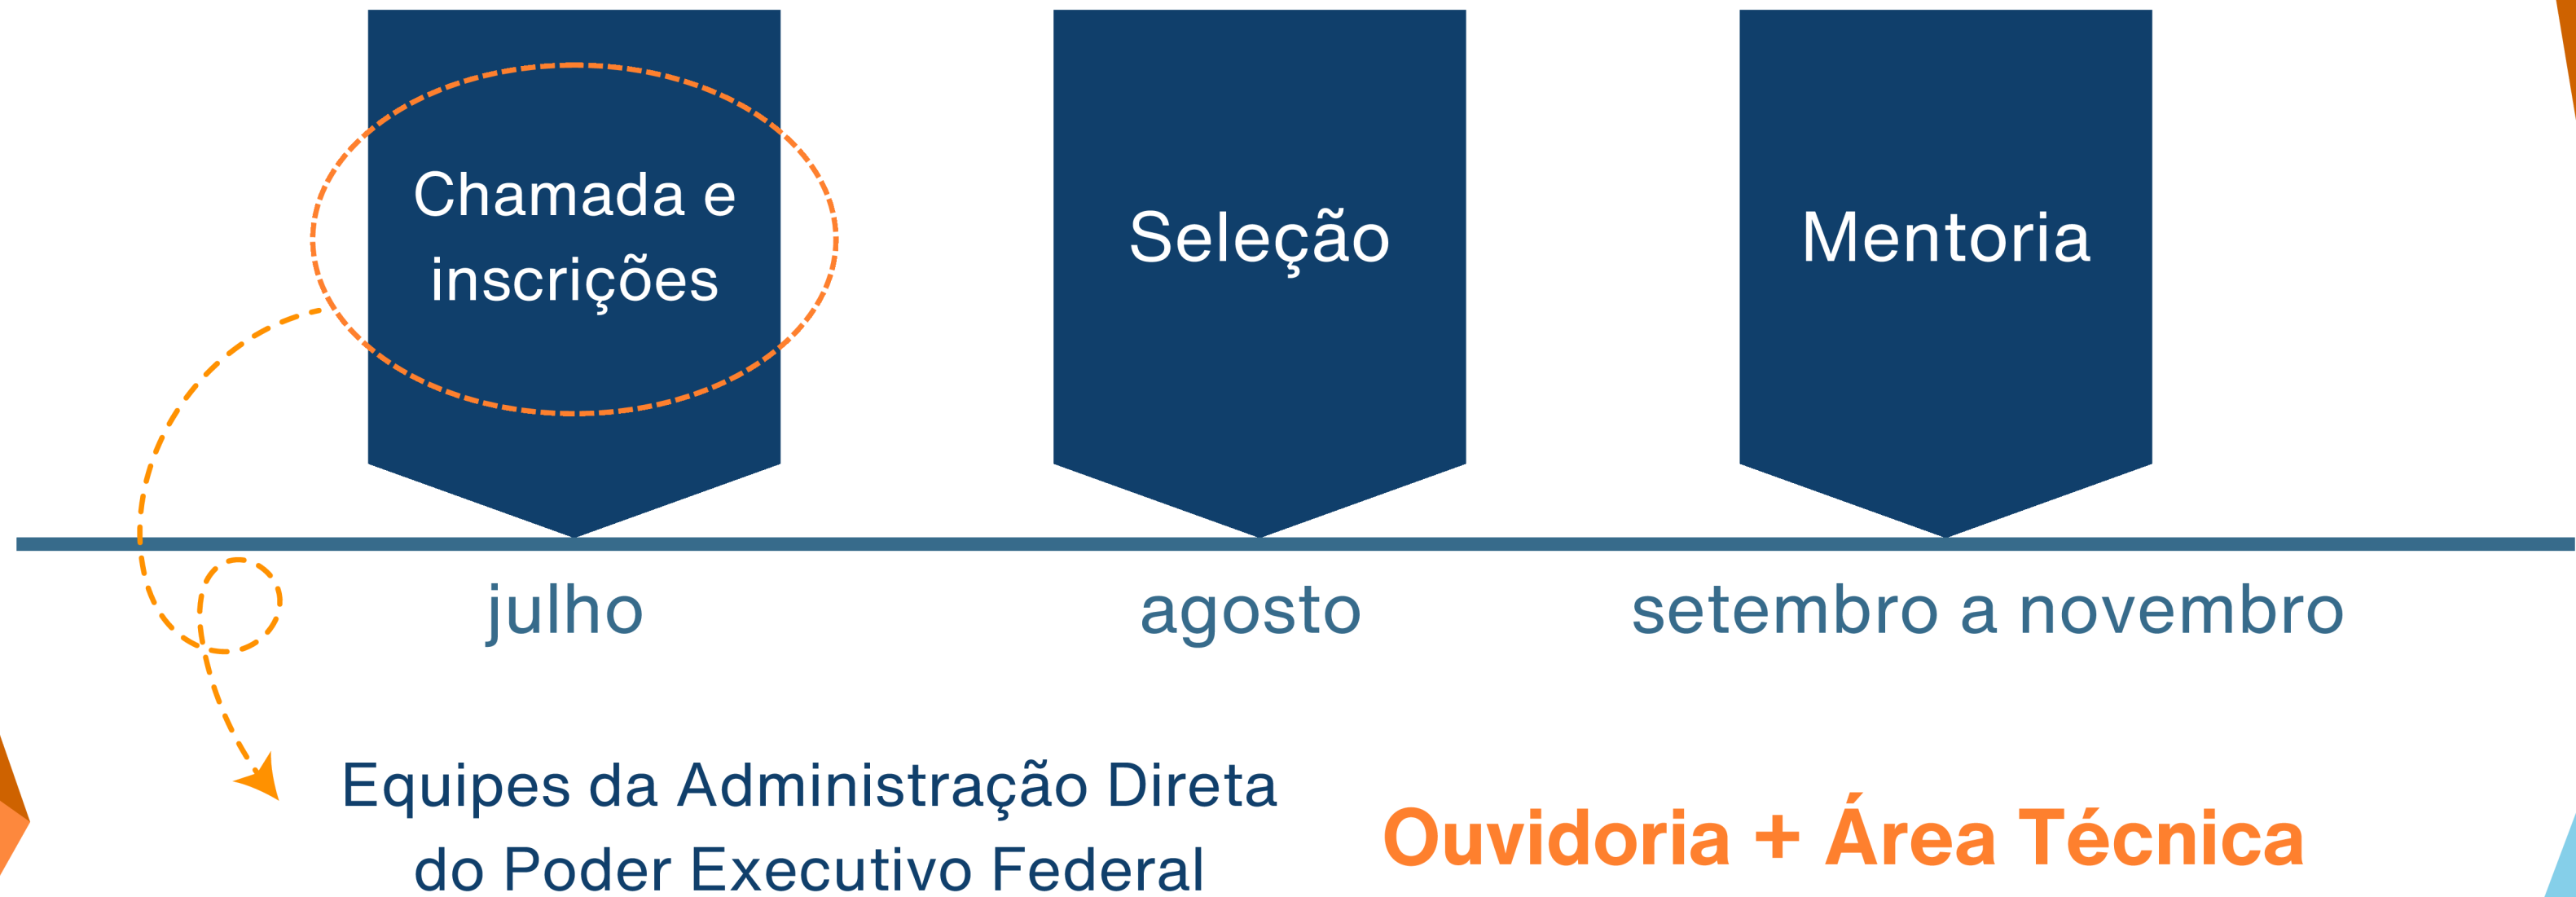 Chamada e
inscrições
Seleção
Mentoria
julho
agosto
setembro a novembro
Equipes da Administração Direta
do Poder Executivo Federal
Ouvidoria + Área Técnica